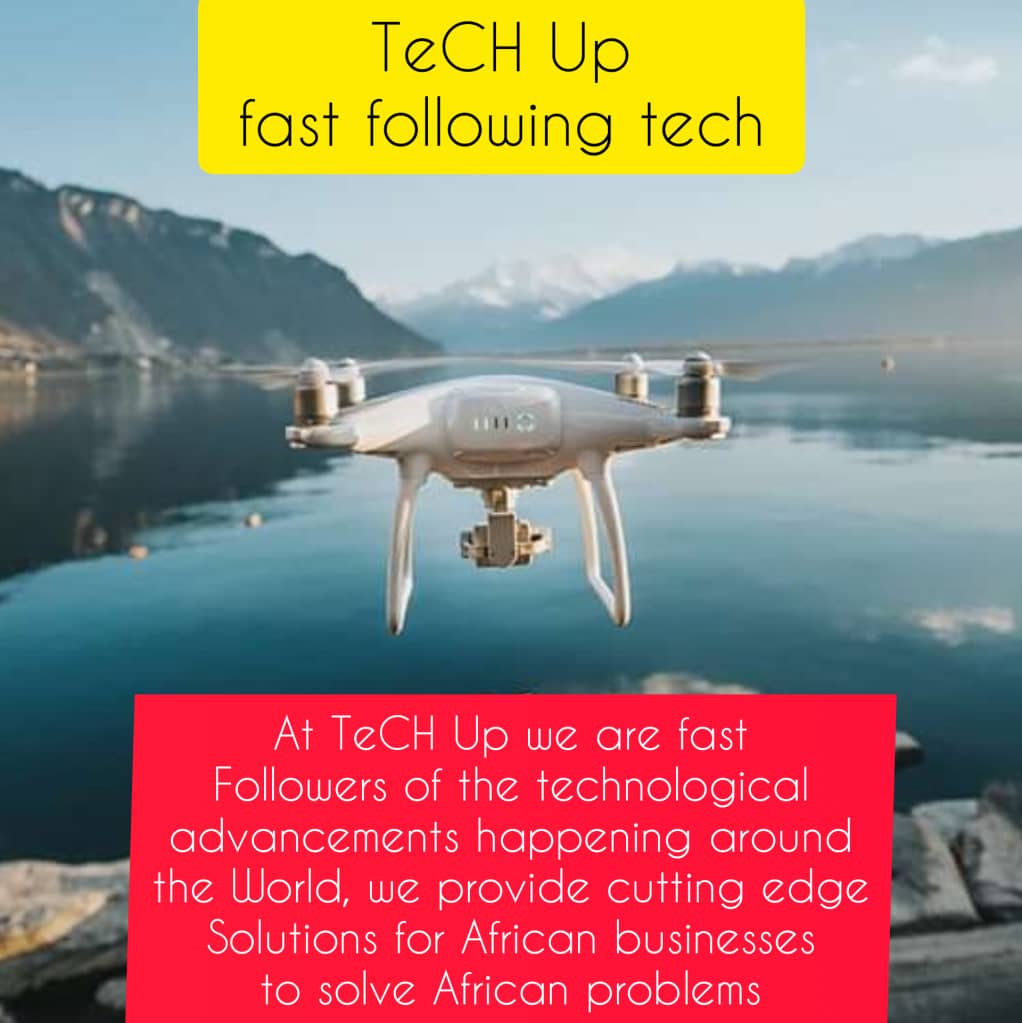 TeCH Up
fast following tech
At TeCH Up we are fast
Followers of the technological
advancements happening around
the World, we provide cutting edge
Solutions for African businesses
to solve African problems